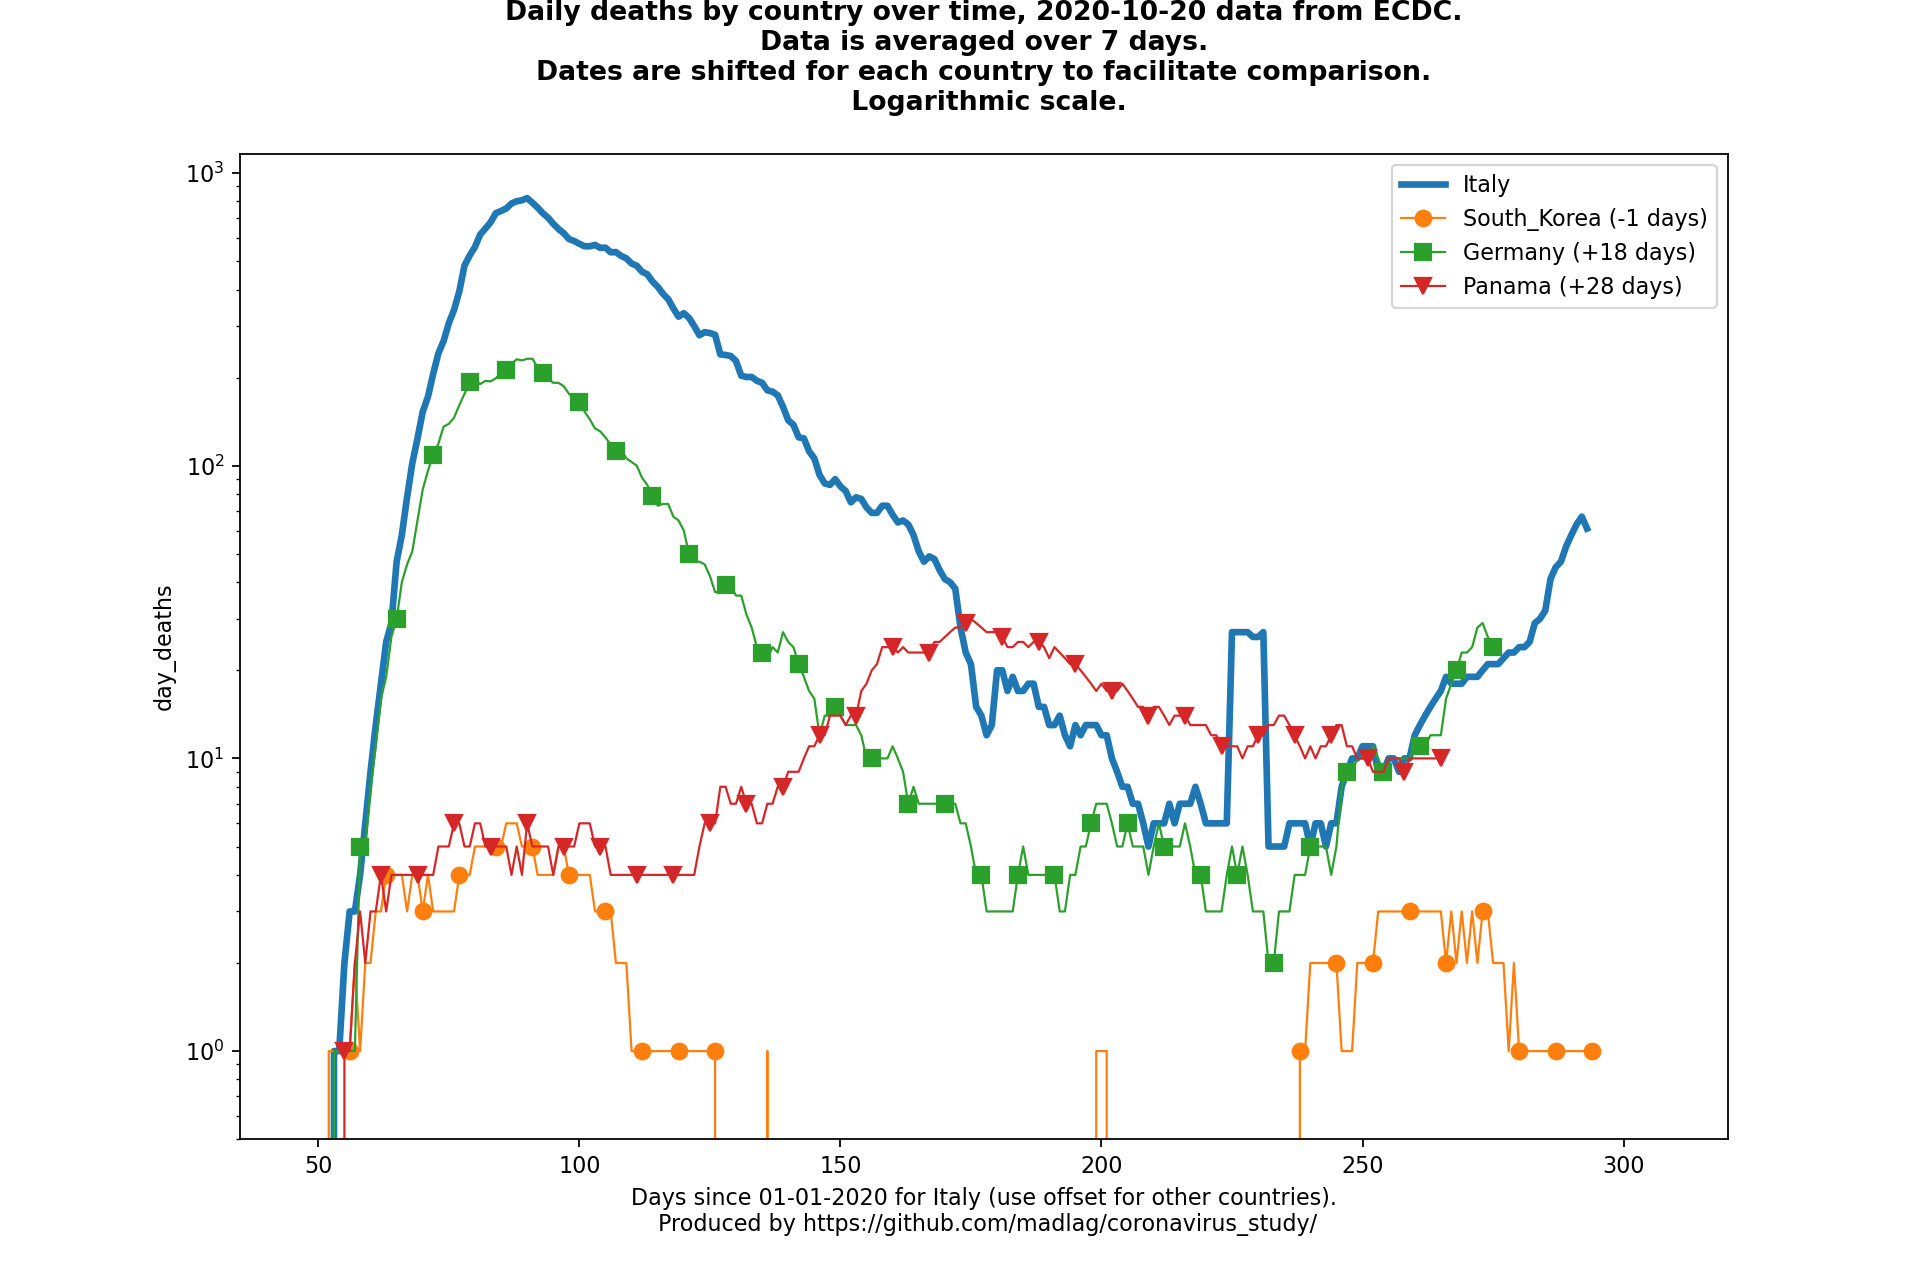 Daily deaths by country over time, 2020-10-20 data from ECDC.
Data is averaged over 7 days.
Dates are shifted for each country to facilitate comparison.
Logarithmic scale.
10³
10²
10¹
10⁰
day_deaths
Italy
South_Korea (-1 days)
Germany (+18 days)
Panama (+28 days)
50 100 150 200 250 300
Days since 01-01-2020 for Italy (use offset for other countries).
Produced by https://github.com/madlag/coronavirus_study/